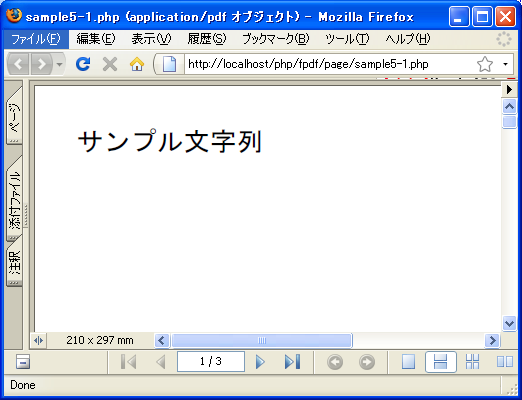 sample5-1.php (application/pdf オブジェクト) - Mozilla Firefox
ファイル(F) 編集(E) 表示(V) 履歴(S) ブックマーク(B) ツール(T) ヘルプ(H)
http://localhost/php/fpdf/page/sample5-1.php
ページ
添付ファイル
注釈
サンプル文字列
210 x 297 mm
1 / 3
Done